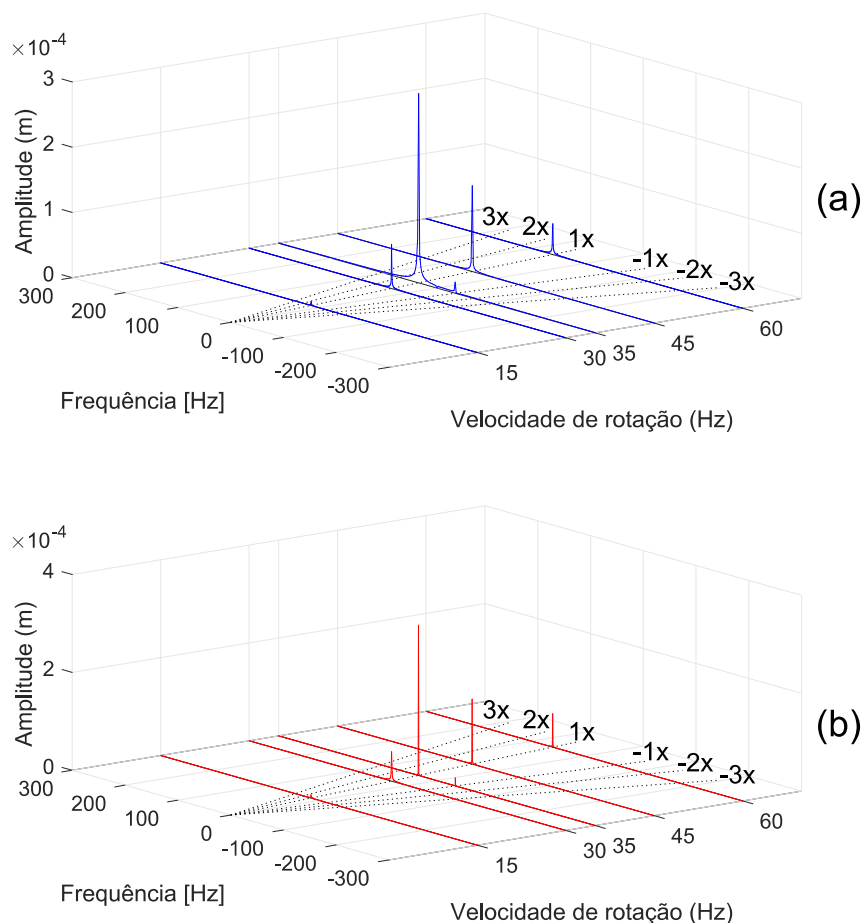 ×10-4
3
2
1
0
Amplitude (m)
300
200
100
0
-100
-200
-300
Frequência [Hz]
15
30
35
45
60
Velocidade de rotação (Hz)
3x
2x
1x
-1x
-2x
-3x
(a)
×10-4
4
2
0
Amplitude (m)
300
200
100
0
-100
-200
-300
Frequência [Hz]
15
30
35
45
60
Velocidade de rotação (Hz)
3x
2x
1x
-1x
-2x
-3x
(b)